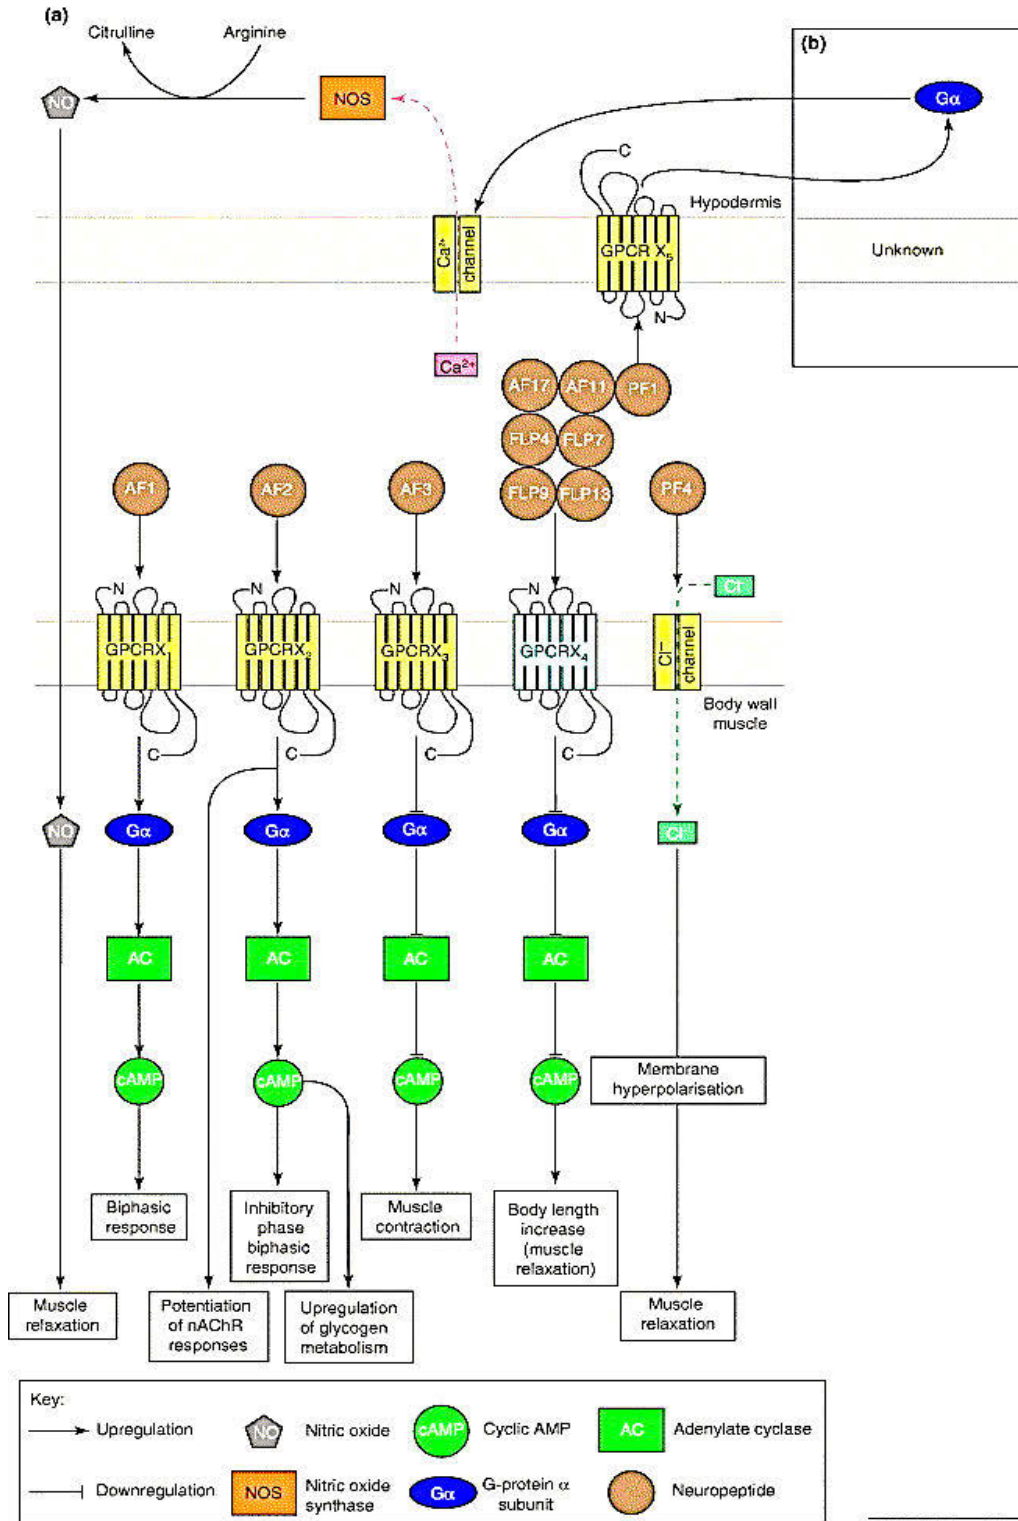 (a)
Citrulline
Arginine
(b)
NO
NOS
Gα
C
Hypodermis
Ca²⁺
channel
GPCR X₅
Unknown
N
Ca²⁺
AF17
AF11
PF1
FLP4
FLP7
AF1
AF2
AF3
FLP9
FLP13
PF4
N
N
N
N
Cl⁻
GPCRX₁
GPCRX₂
GPCRX₃
GPCRX₄
Cl⁻
channel
Body wall
muscle
C
C
C
C
NO
Gα
Gα
Gα
Gα
Cl⁻
AC
AC
AC
AC
cAMP
cAMP
cAMP
cAMP
Membrane
hyperpolarisation
Biphasic
response
Inhibitory
phase
biphasic
response
Muscle
contraction
Body length
increase
(muscle
relaxation)
Muscle
relaxation
Potentiation
of nAChR
responses
Upregulation
of glycogen
metabolism
Muscle
relaxation
Key:
Upregulation
NO
Nitric oxide
cAMP
Cyclic AMP
AC
Adenylate cyclase
Downregulation
NOS
Nitric oxide
synthase
Gα
G-protein α
subunit
Neuropeptide